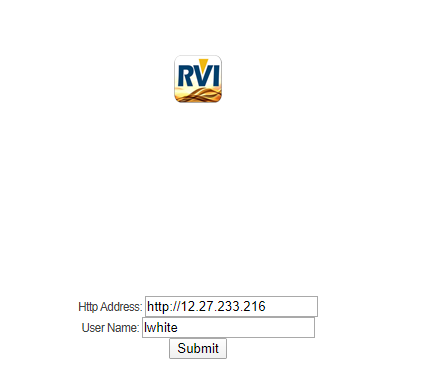 RVI
Http Address: http://12.27.233.216
User Name: lwhite
Submit